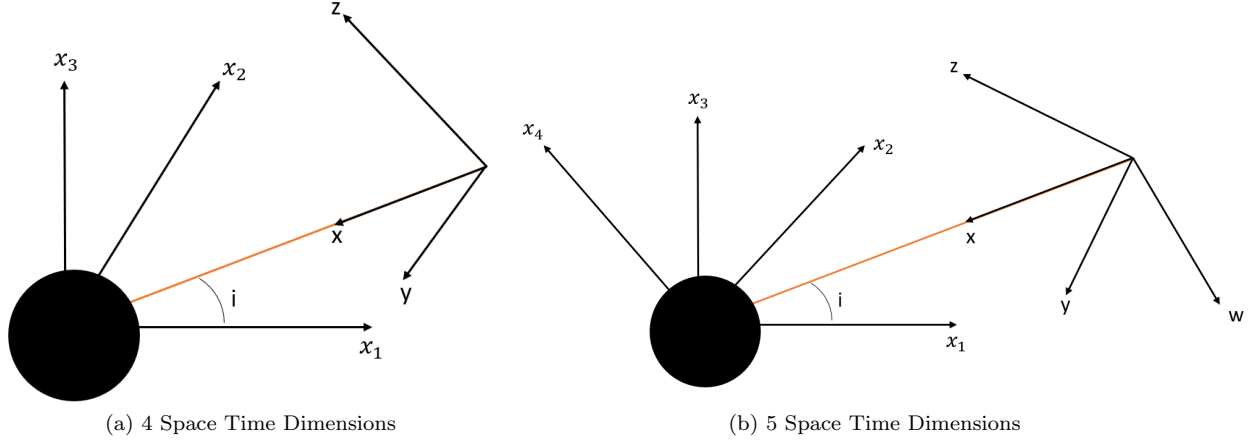 z
x₃
x₂
x
i
y
x₁
(a) 4 Space Time Dimensions
z
x₃
x₄
x₂
x
i
y
w
x₁
(b) 5 Space Time Dimensions